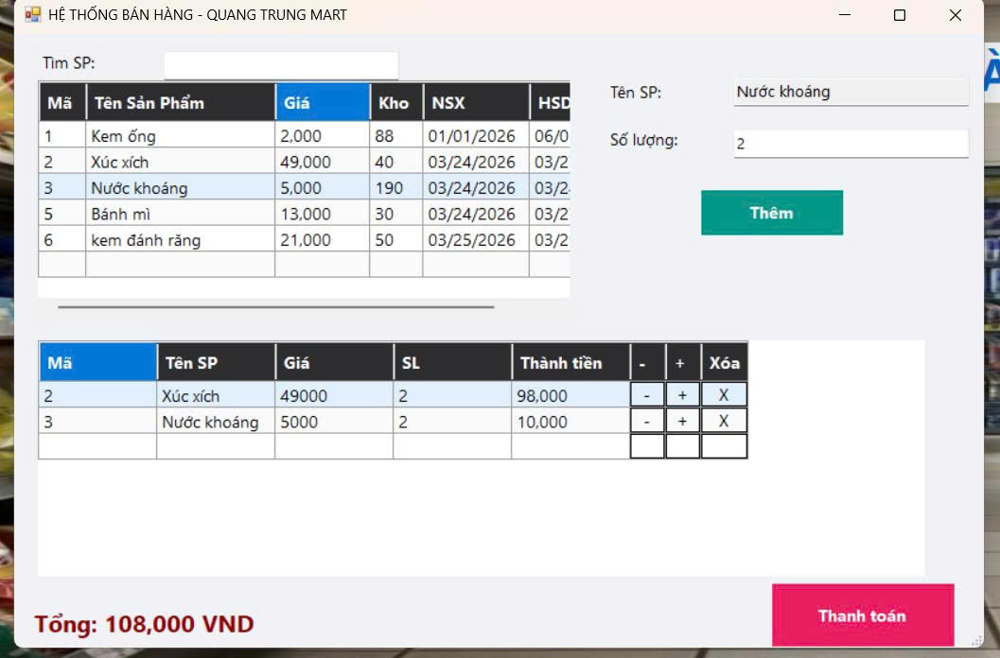 HỆ THỐNG BÁN HÀNG - QUANG TRUNG MART
Tìm SP:
Mã Tên Sản Phẩm Giá Kho NSX HSD
1 Kem ống 2,000 88 01/01/2026 06/0
2 Xúc xích 49,000 40 03/24/2026 03/2
3 Nước khoáng 5,000 190 03/24/2026 03/2
5 Bánh mì 13,000 30 03/24/2026 03/2
6 kem đánh răng 21,000 50 03/25/2026 03/2
Tên SP: Nước khoáng
Số lượng: 2
Thêm
Mã Tên SP Giá SL Thành tiền - + Xóa
2 Xúc xích 49000 2 98,000 - + X
3 Nước khoáng 5000 2 10,000 - + X
Tổng: 108,000 VND
Thanh toán